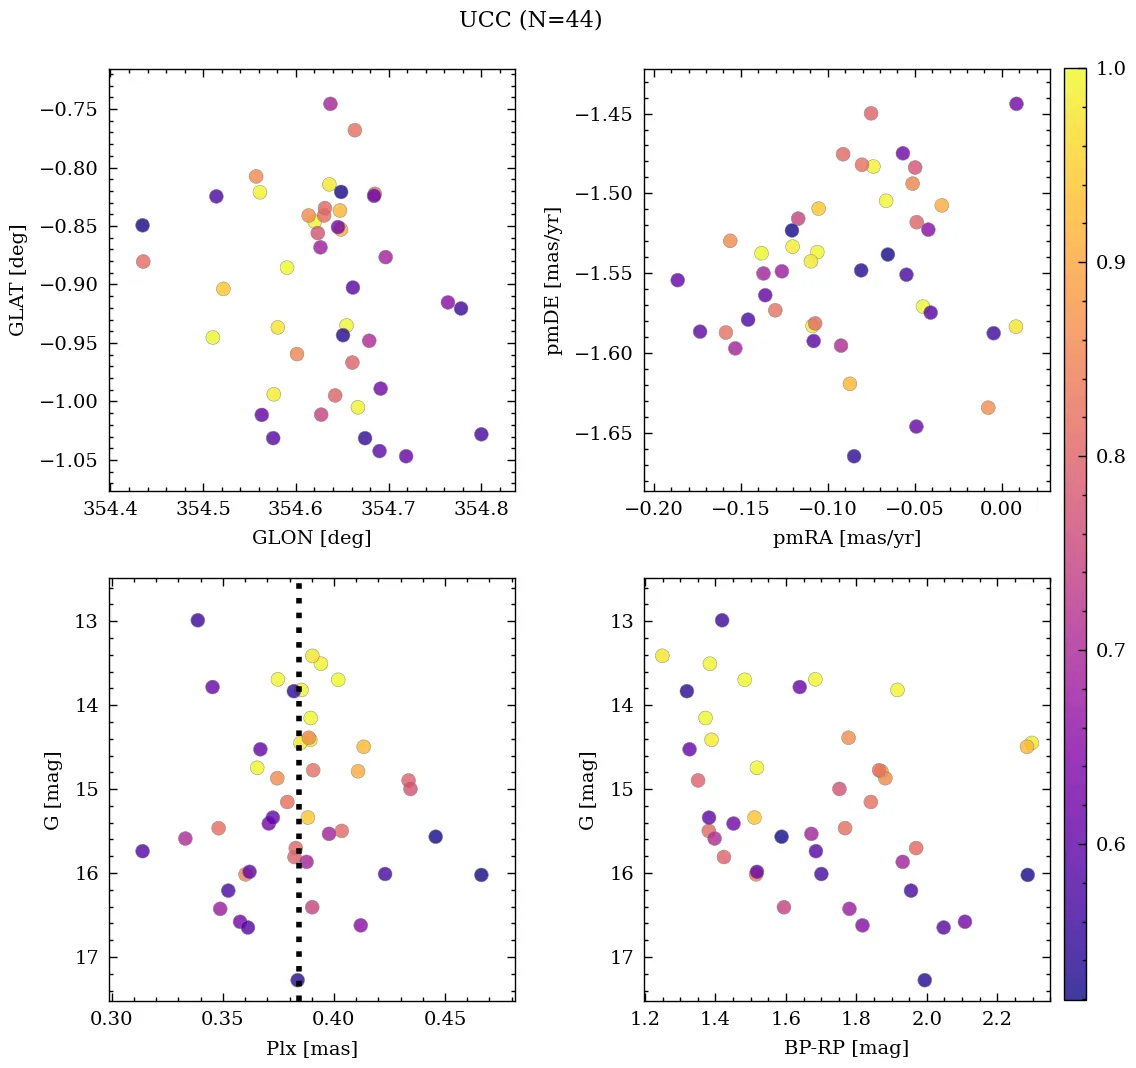 UCC (N=44)
−0.75
−0.80
−0.85
−0.90
−0.95
−1.00
−1.05
GLAT [deg]
354.4 354.5 354.6 354.7 354.8
GLON [deg]
−1.45
−1.50
−1.55
−1.60
−1.65
pmDE [mas/yr]
−0.20 −0.15 −0.10 −0.05 0.00
pmRA [mas/yr]
13
14
15
16
17
G [mag]
0.30 0.35 0.40 0.45
Plx [mas]
13
14
15
16
17
G [mag]
1.2 1.4 1.6 1.8 2.0 2.2
BP-RP [mag]
1.0
0.9
0.8
0.7
0.6